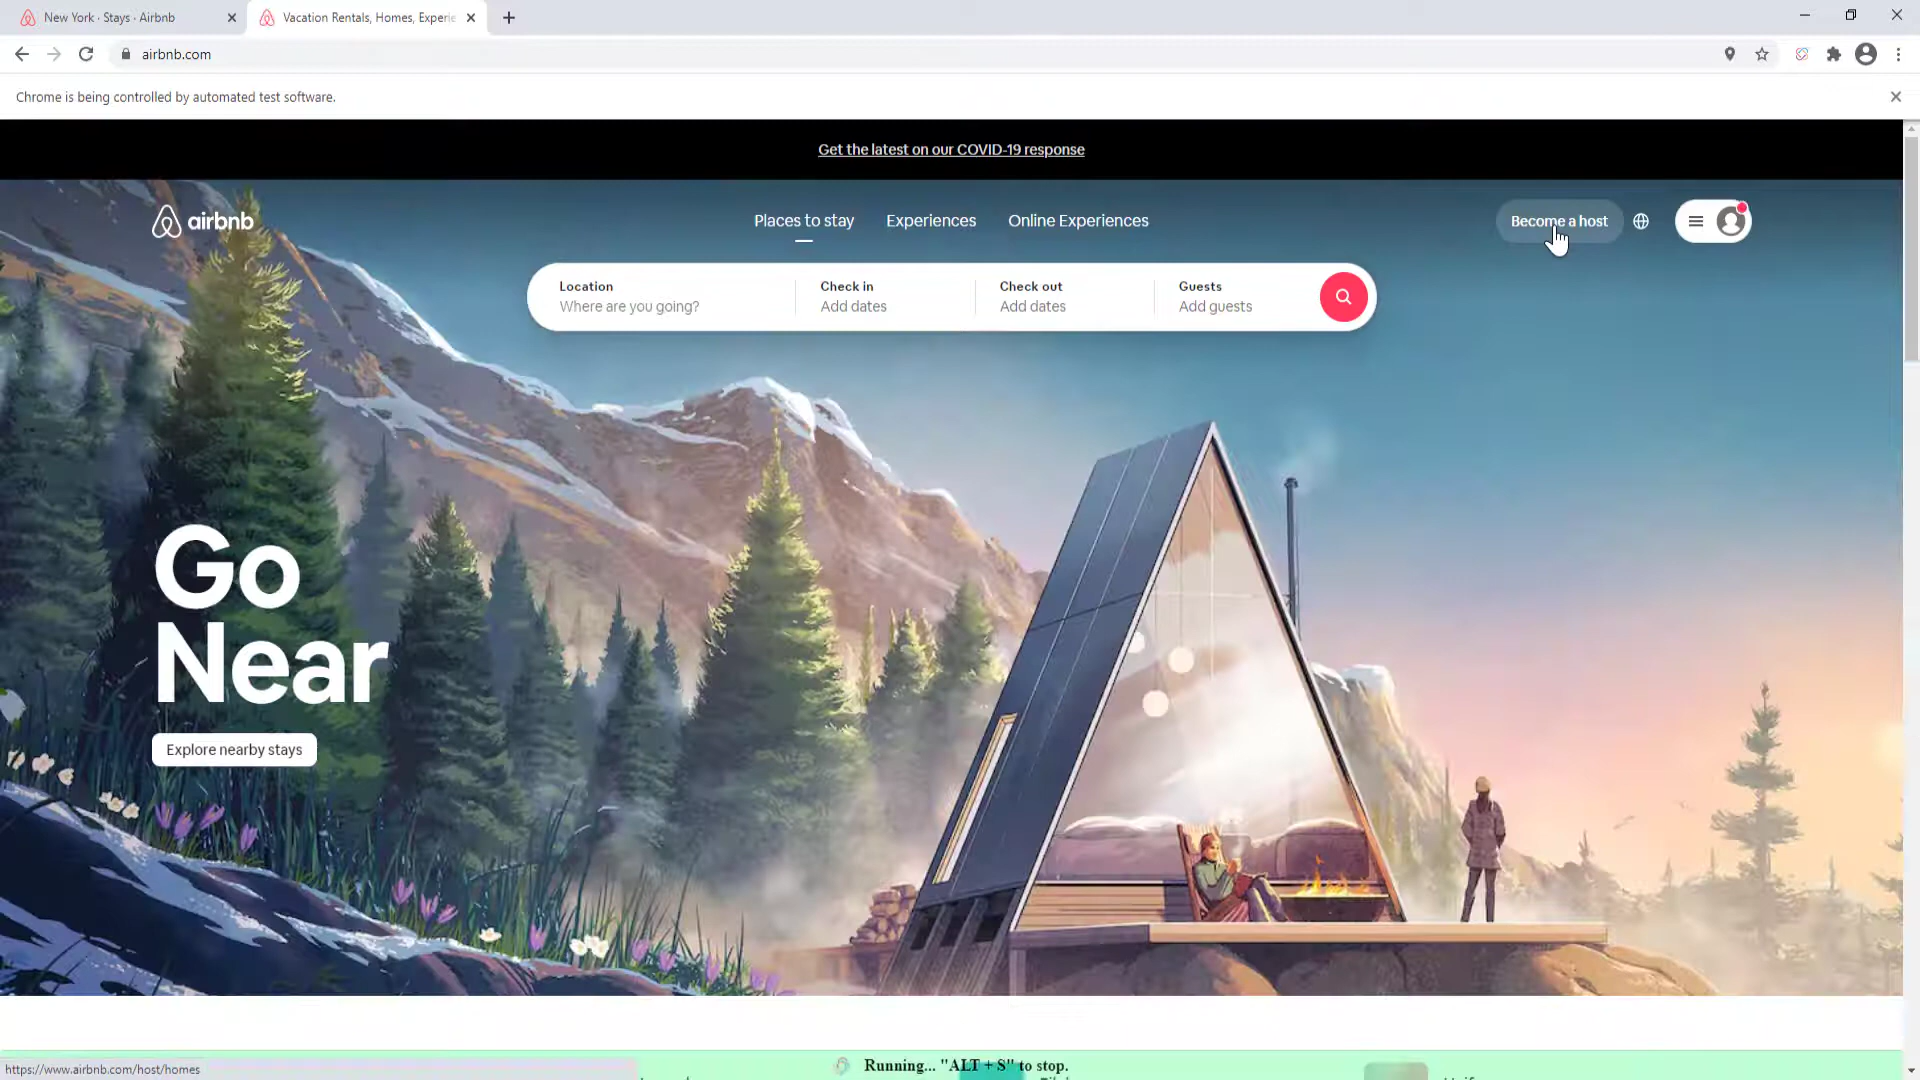 New York · Stays · Airbnb
Vacation Rentals, Homes, Experie
airbnb.com
Chrome is being controlled by automated test software.
Get the latest on our COVID-19 response
airbnb
Places to stay
Experiences
Online Experiences
Become a host
Location
Where are you going?
Check in
Add dates
Check out
Add dates
Guests
Add guests
Go
Near
Explore nearby stays
https://www.airbnb.com/host/homes
Running... "ALT + S" to stop.